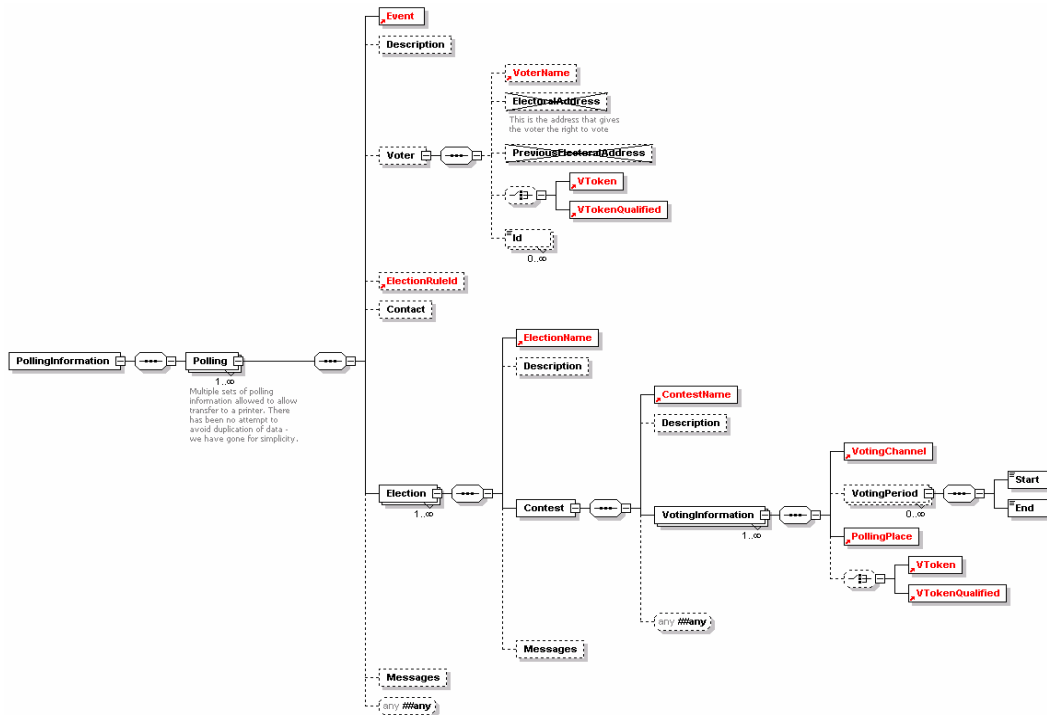 Event
Description
VoterName
ElectoralAddress
This is the address that gives
the voter the right to vote
Voter
PreviousElectoralAddress
VToken
VTokenQualified
Id
0..∞
ElectionRuleId
Contact
ElectionName
PollingInformation
Polling
Description
1..∞
Multiple sets of polling
information allowed to allow
transfer to a printer. There
has been no attempt to
avoid duplication of data -
we have gone for simplicity.
ContestName
Description
VotingChannel
Election
VotingPeriod
Start
1..∞
0..∞
Contest
VotingInformation
End
1..∞
PollingPlace
VToken
VTokenQualified
any ##any
Messages
Messages
any ##any